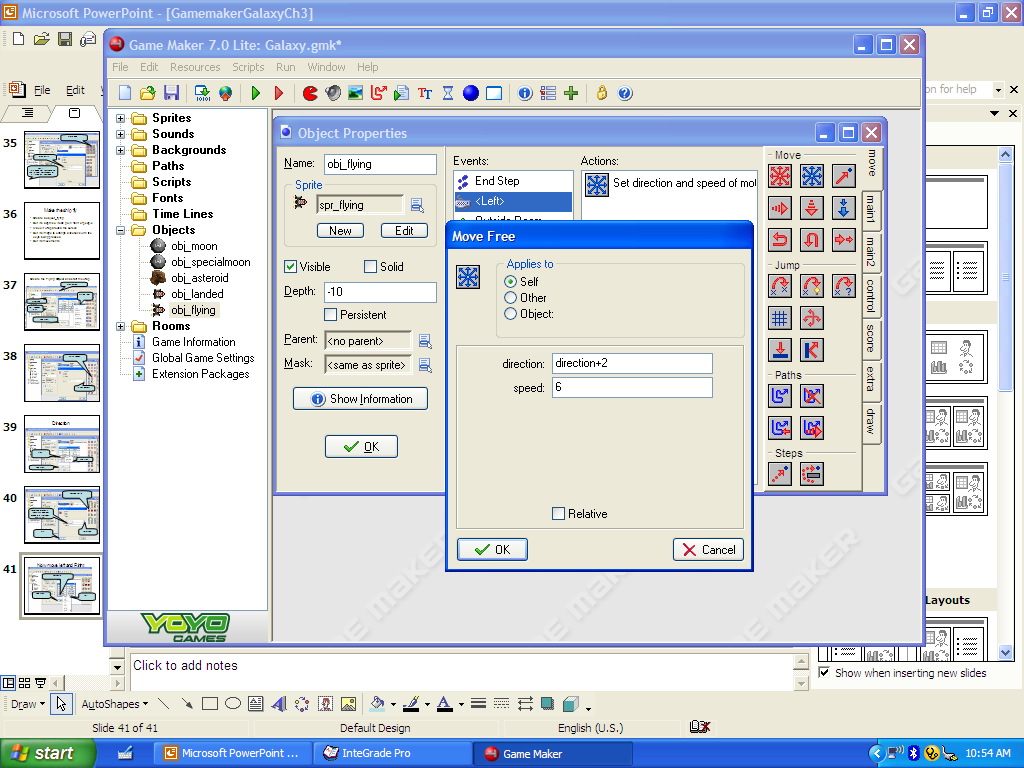 Microsoft PowerPoint - [GamemakerGalaxyCh3]
File Edit
on for help
Game Maker 7.0 Lite: Galaxy.gmk*
File Edit Resources Scripts Run Window Help
Sprites
Sounds
Backgrounds
Paths
Scripts
Fonts
Time Lines
Objects
obj_moon
obj_specialmoon
obj_asteroid
obj_landed
obj_flying
Rooms
Game Information
Global Game Settings
Extension Packages
YOYO
GAMES
Object Properties
Name: obj_flying
Sprite
spr_flying
New Edit
Visible Solid
Depth: -10
Persistent
Parent: <no parent>
Mask: <same as sprite>
Show Information
OK
Events:
End Step
<Left>
Actions:
Set direction and speed of mot
Move
Jump
Paths
Steps
move
main1
main2
control
score
extra
draw
Move Free
Applies to
Self
Other
Object:
direction: direction+2
speed: 6
Relative
OK Cancel
GAME MAKER
35
36
37
38
39
Direction
40
41
Layouts
Show when inserting new slides
Click to add notes
Draw AutoShapes
Slide 41 of 41 Default Design English (U.S.)
start Microsoft PowerPoint ... InteGrade Pro Game Maker 10:54 AM